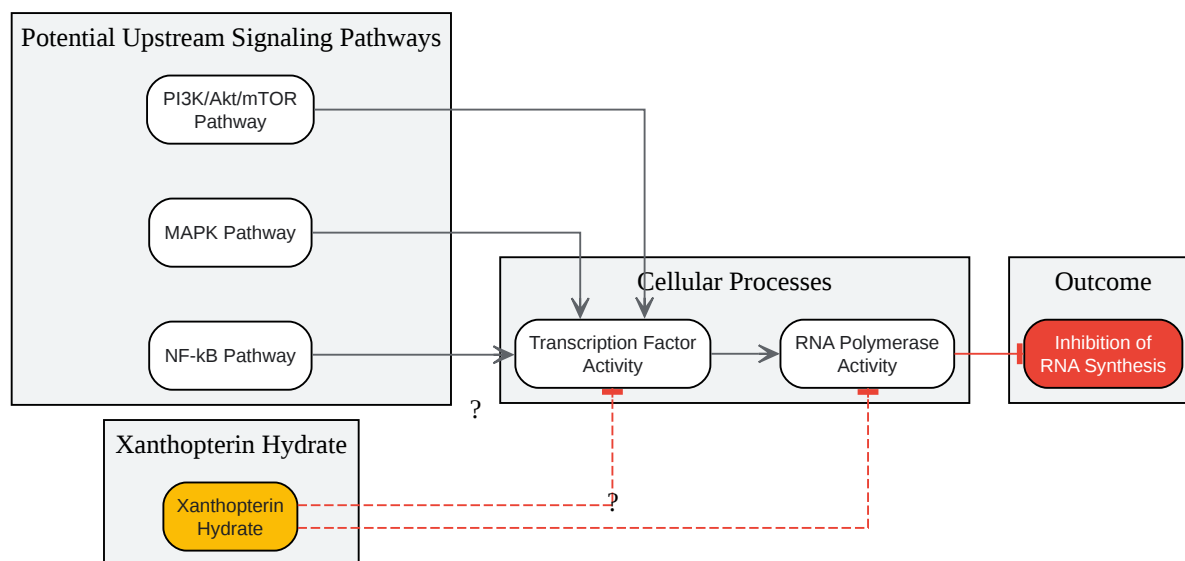 Potential Upstream Signaling Pathways
PI3K/Akt/mTOR
Pathway
MAPK Pathway
NF-kB Pathway
Cellular Processes
Transcription Factor
Activity
RNA Polymerase
Activity
Outcome
Inhibition of
RNA Synthesis
?
Xanthopterin Hydrate
Xanthopterin
Hydrate
?